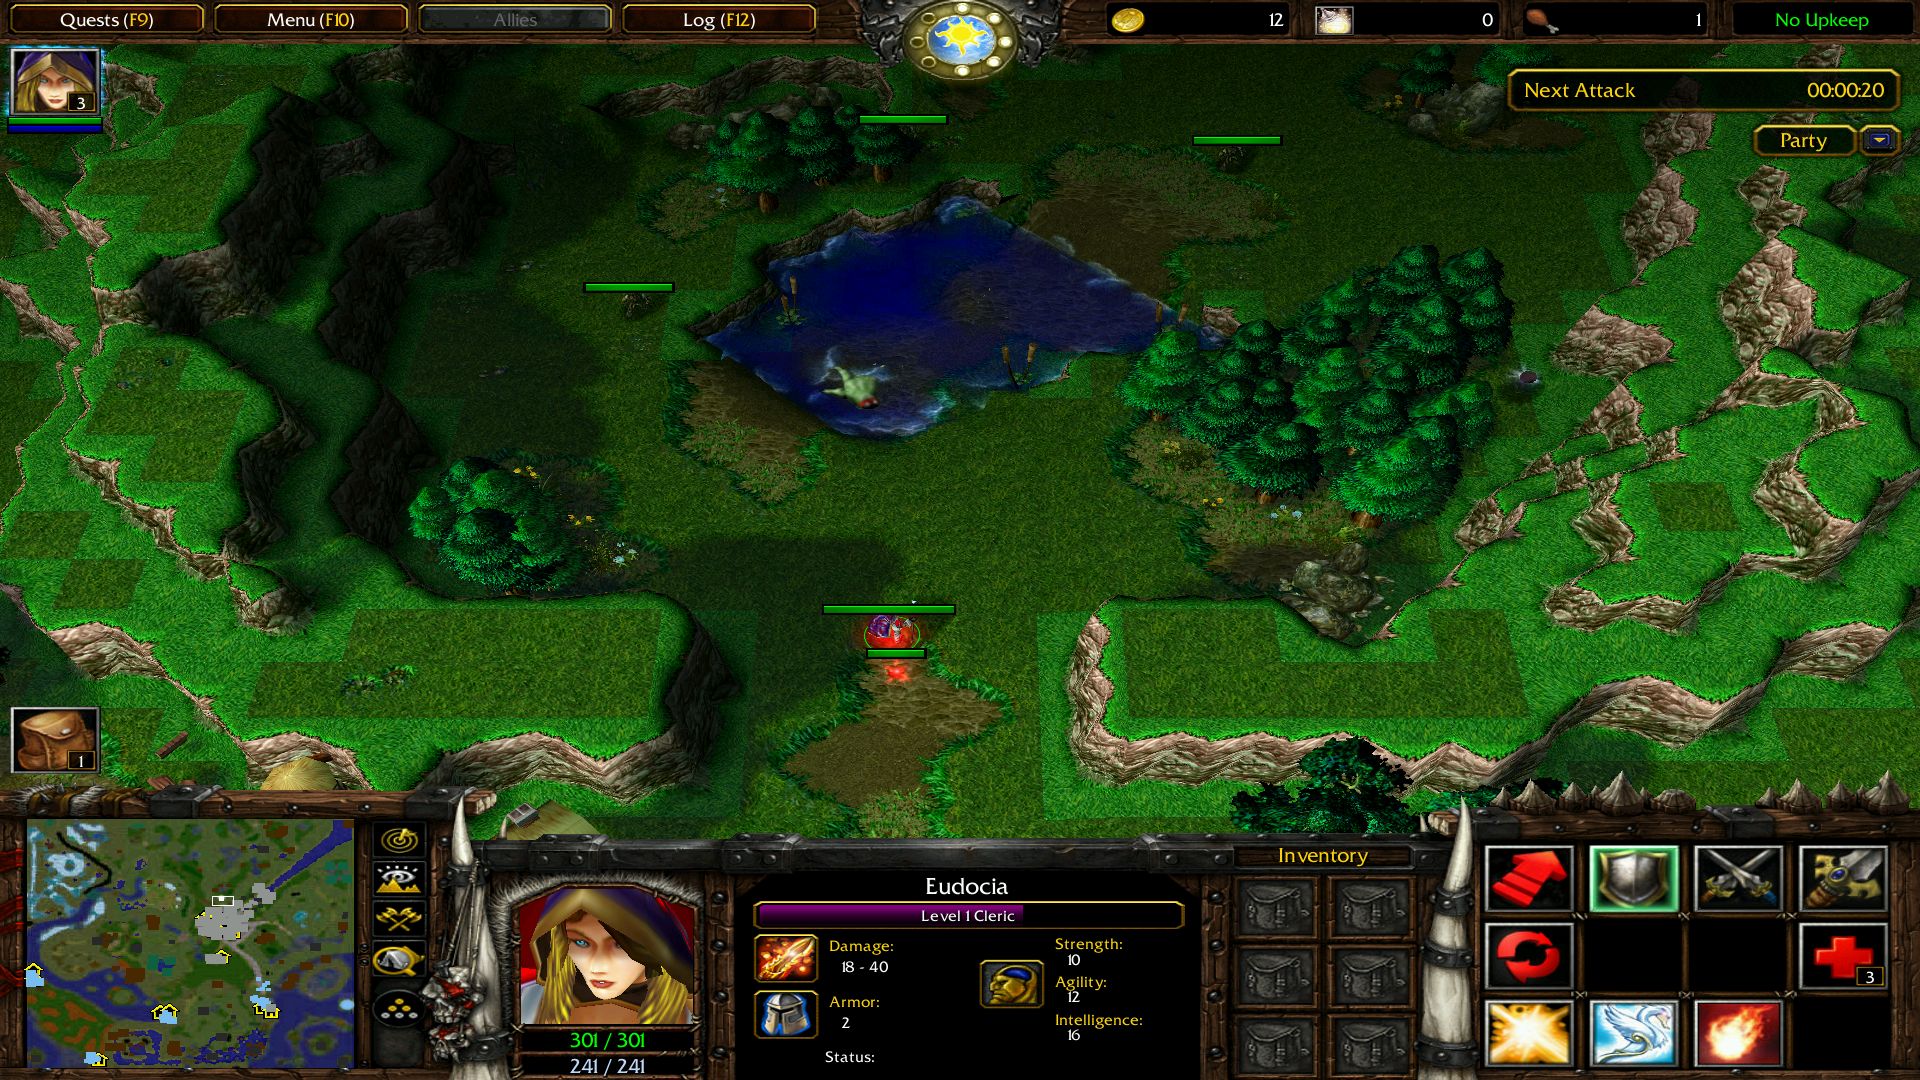 Quests (F9)
Menu (F10)
Allies
Log (F12)
12
0
1
No Upkeep
3
Next Attack 00:00:20
Party
1
Inventory
Eudocia
Level 1 Cleric
Damage:
18 - 40
Armor:
2
Strength:
10
Agility:
12
Intelligence:
16
Status:
301 / 301
241 / 241
3